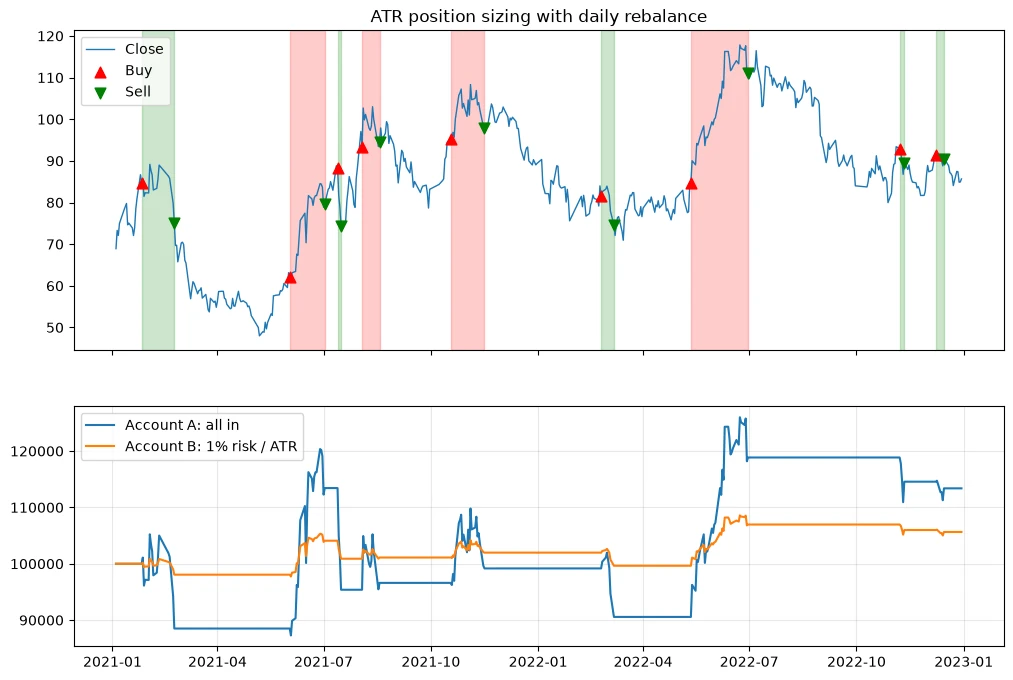 ATR position sizing with daily rebalance
120
110
100
90
80
70
60
50
Close
Buy
Sell
120000
110000
100000
90000
Account A: all in
Account B: 1% risk / ATR
2021-01 2021-04 2021-07 2021-10 2022-01 2022-04 2022-07 2022-10 2023-01